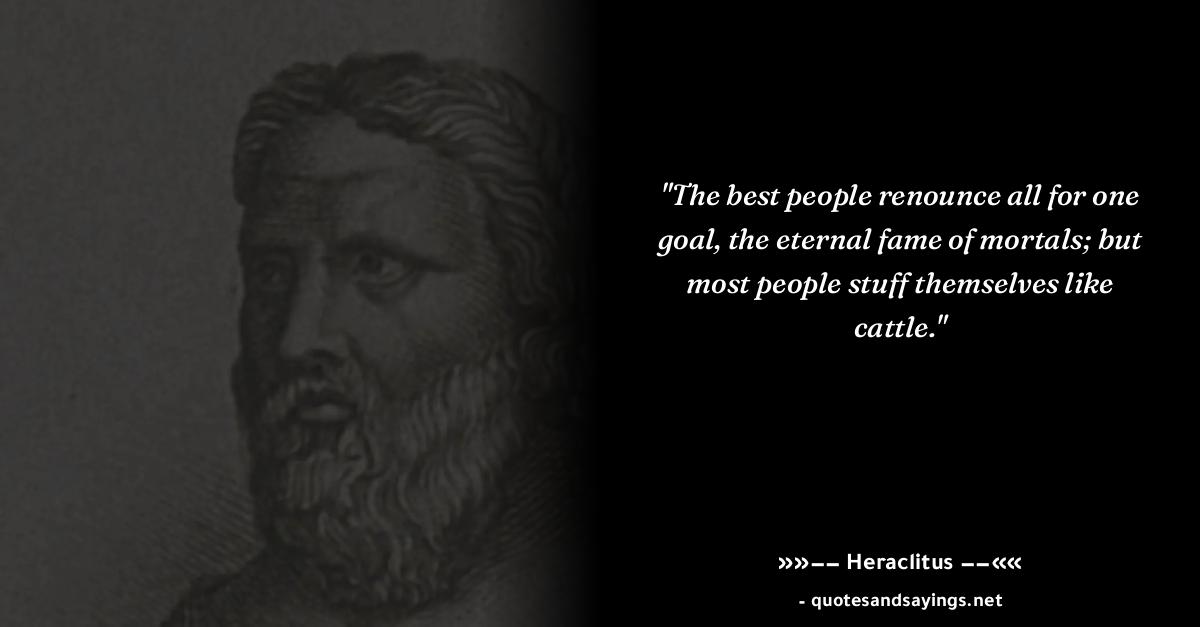 "The best people renounce all for one
goal, the eternal fame of mortals; but
most people stuff themselves like
cattle."
»»−− Heraclitus −−««
- quotesandsayings.net